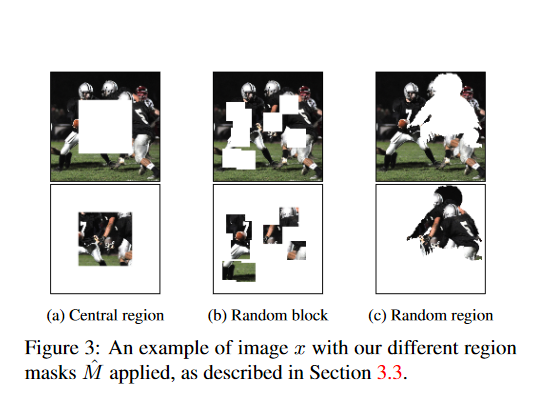 (a) Central region (b) Random block (c) Random region
Figure 3: An example of image x with our different region
masks M̂ applied, as described in Section 3.3.